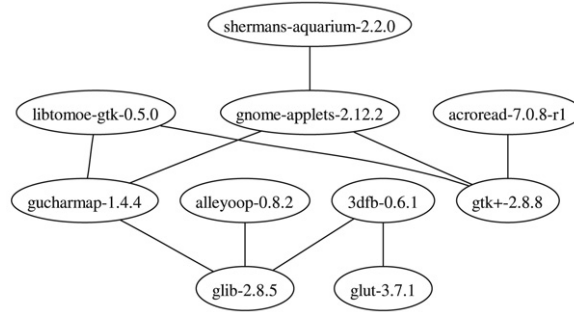 shermans-aquarium-2.2.0
libtomoe-gtk-0.5.0
gnome-applets-2.12.2
acroread-7.0.8-r1
gucharmap-1.4.4
alleyoop-0.8.2
3dfb-0.6.1
gtk+-2.8.8
glib-2.8.5
glut-3.7.1